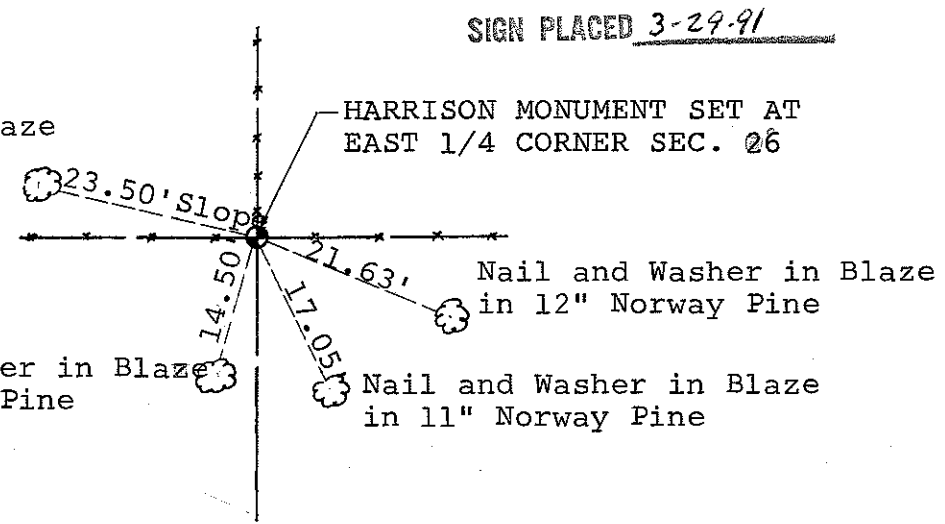 SIGN PLACED 3-29-91
HARRISON MONUMENT SET AT
EAST 1/4 CORNER SEC. 26
aze
23.50' Slope
21.63'
14.50'
17.05'
Nail and Washer in Blaze
in 12" Norway Pine
er in Blaze
Pine
Nail and Washer in Blaze
in 11" Norway Pine